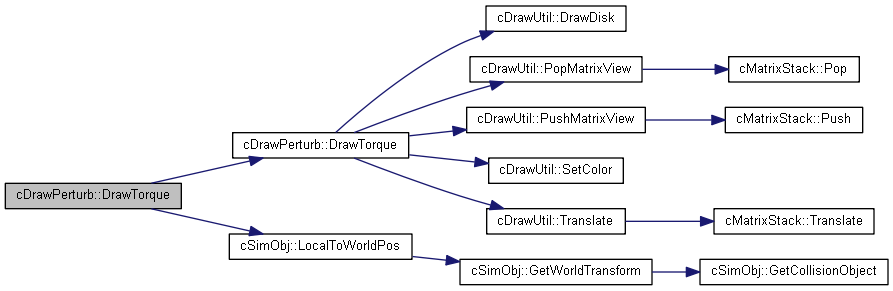 cDrawUtil::DrawDisk
cDrawUtil::PopMatrixView
cMatrixStack::Pop
cDrawUtil::PushMatrixView
cMatrixStack::Push
cDrawPerturb::DrawTorque
cDrawUtil::SetColor
cDrawPerturb::DrawTorque
cDrawUtil::Translate
cMatrixStack::Translate
cSimObj::LocalToWorldPos
cSimObj::GetWorldTransform
cSimObj::GetCollisionObject